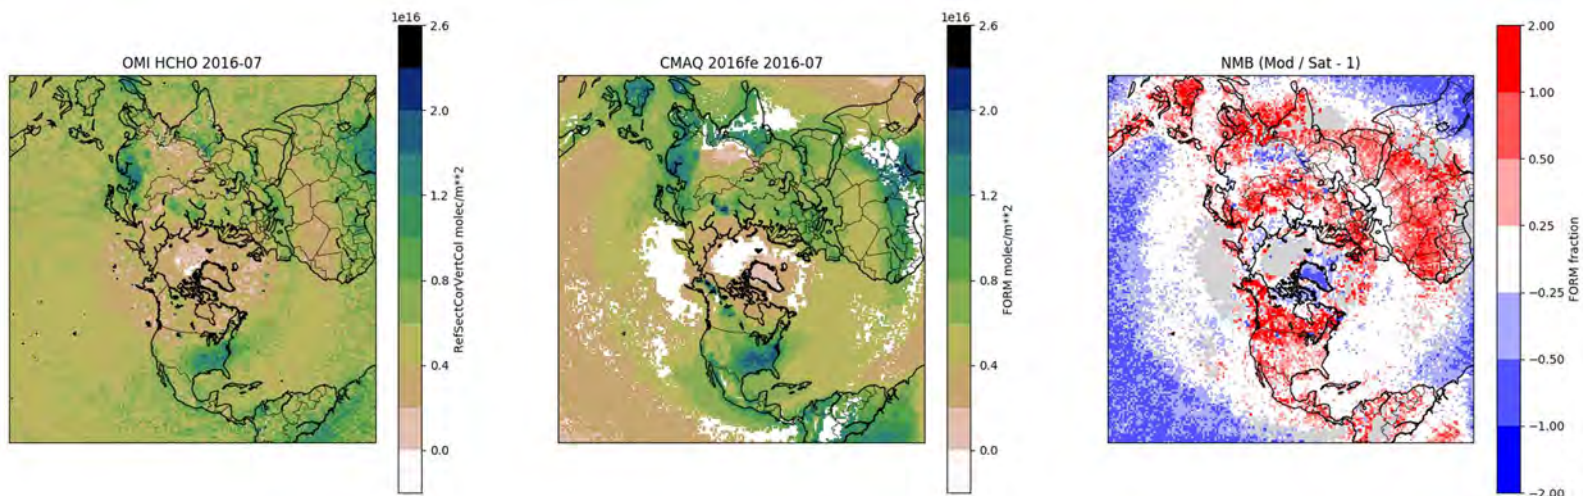 OMI HCHO 2016-07
1e16
2.6
2.0
1.2
0.8
0.4
0.0
RefSectCorVertCol molec/m**2
CMAQ 2016fe 2016-07
1e16
2.6
2.0
1.2
0.8
0.4
0.0
FORM molec/m**2
NMB (Mod / Sat - 1)
2.00
1.00
0.50
0.25
−0.25
−0.50
−1.00
−2.00
FORM fraction